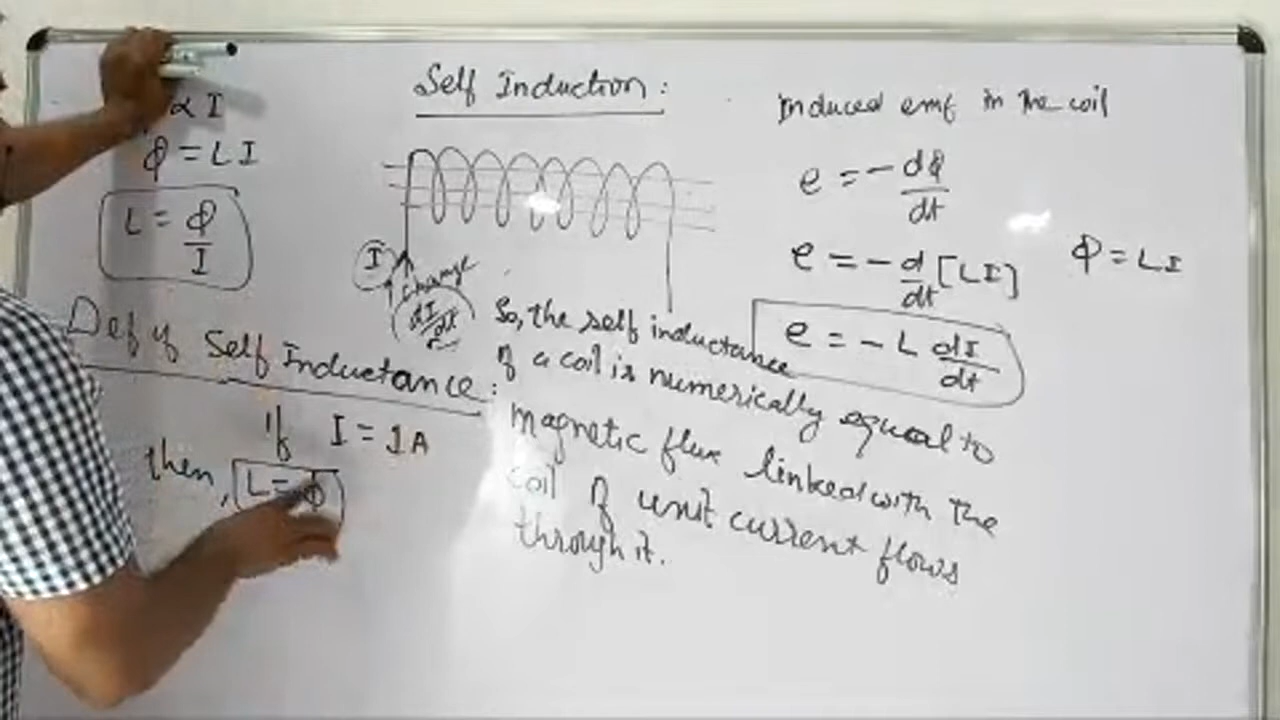 Self Induction:
α I
Φ = L I
L = Φ/I
I
change
dI/dt
Induced emf in the coil
e = - dΦ/dt
e = - d/dt [LI]
Φ = LI
e = - L dI/dt
Def of Self Inductance:
If I = 1A
then, L = Φ
So, the self inductance
of a coil is numerically equal to
magnetic flux linked with the
coil if unit current flows
through it.